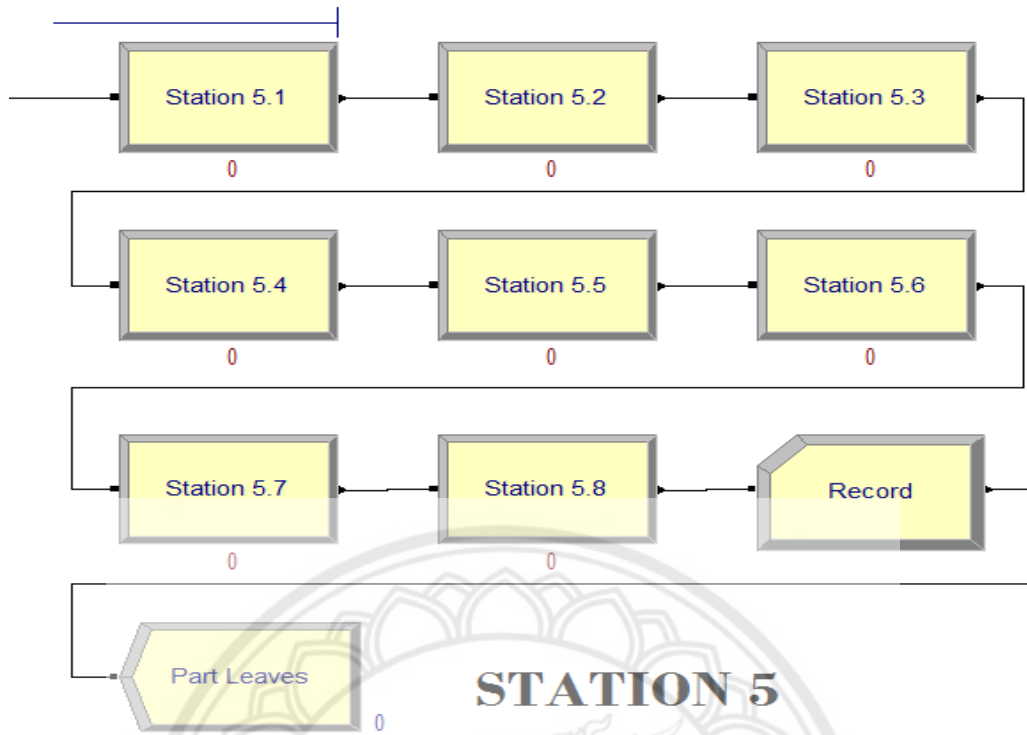 Station 5.1 Station 5.2 Station 5.3
0 0 0
Station 5.4 Station 5.5 Station 5.6
0 0 0
Station 5.7 Station 5.8 Record
0 0
Part Leaves
0
STATION 5